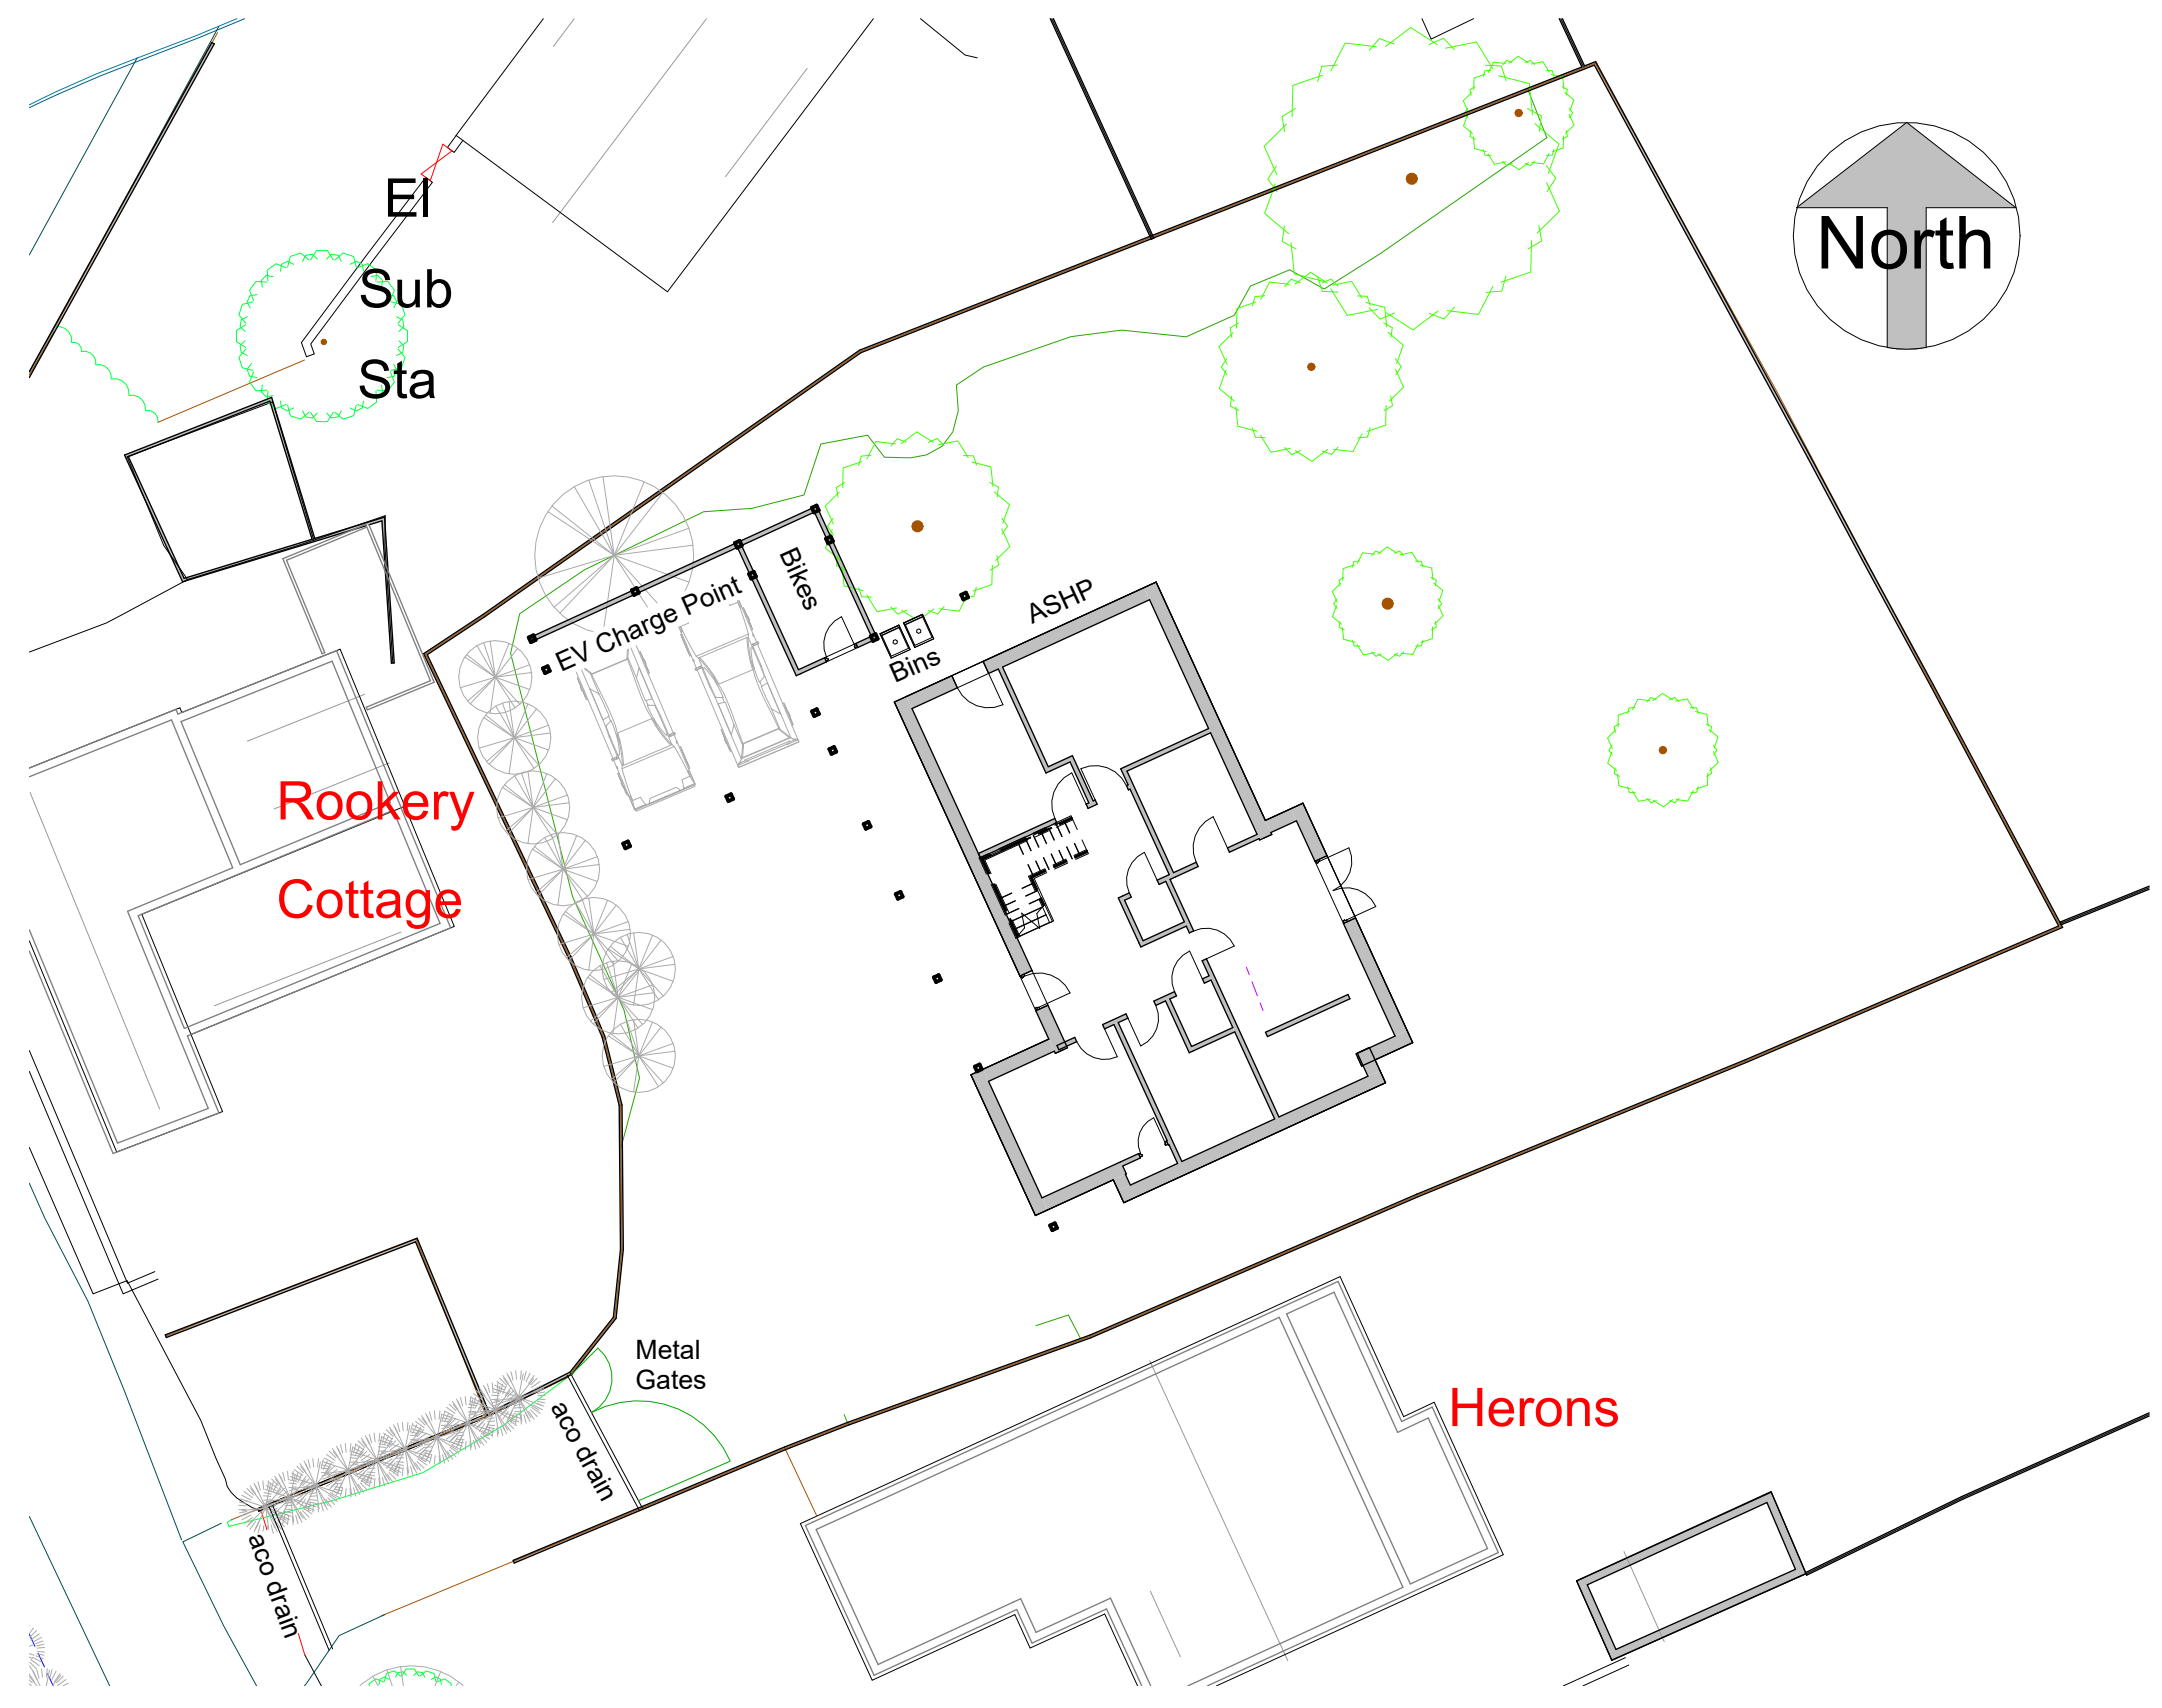 El
Sub
Sta
North
Bikes
EV Charge Point
ASHP
Bins
Rookery
Cottage
Metal
Gates
aco drain
Herons
aco drain